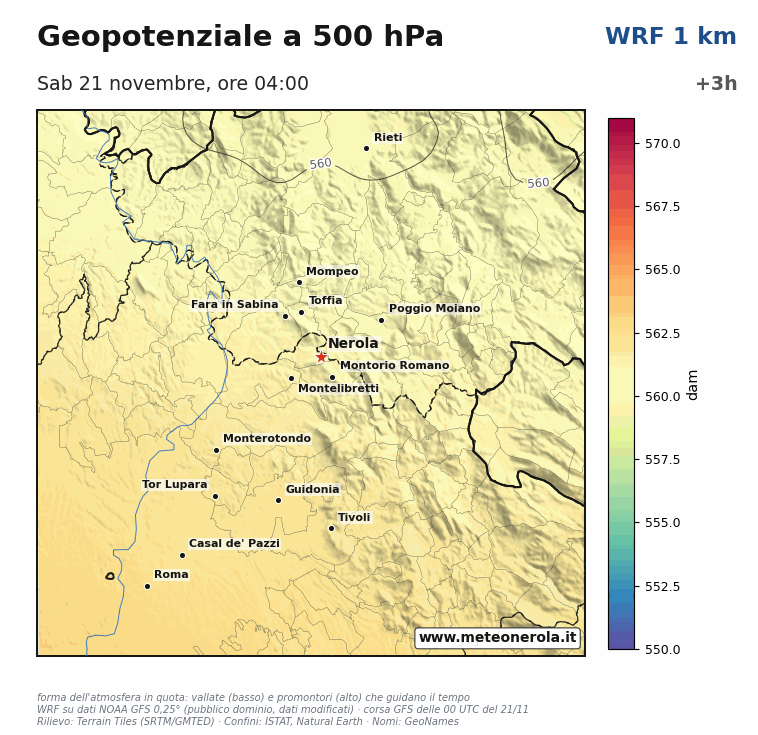 Geopotenziale a 500 hPa
WRF 1 km
Sab 21 novembre, ore 04:00
+3h
Rieti
560
560
Mompeo
Toffia
Fara in Sabina
Poggio Moiano
Nerola
Montorio Romano
Montelibretti
Monterotondo
Tor Lupara
Guidonia
Tivoli
Casal de' Pazzi
Roma
www.meteonerola.it
570.0
567.5
565.0
562.5
560.0
557.5
555.0
552.5
550.0
dam
forma dell'atmosfera in quota: vallate (basso) e promontori (alto) che guidano il tempo
WRF su dati NOAA GFS 0,25° (pubblico dominio, dati modificati) · corsa GFS delle 00 UTC del 21/11
Rilievo: Terrain Tiles (SRTM/GMTED) · Confini: ISTAT, Natural Earth · Nomi: GeoNames